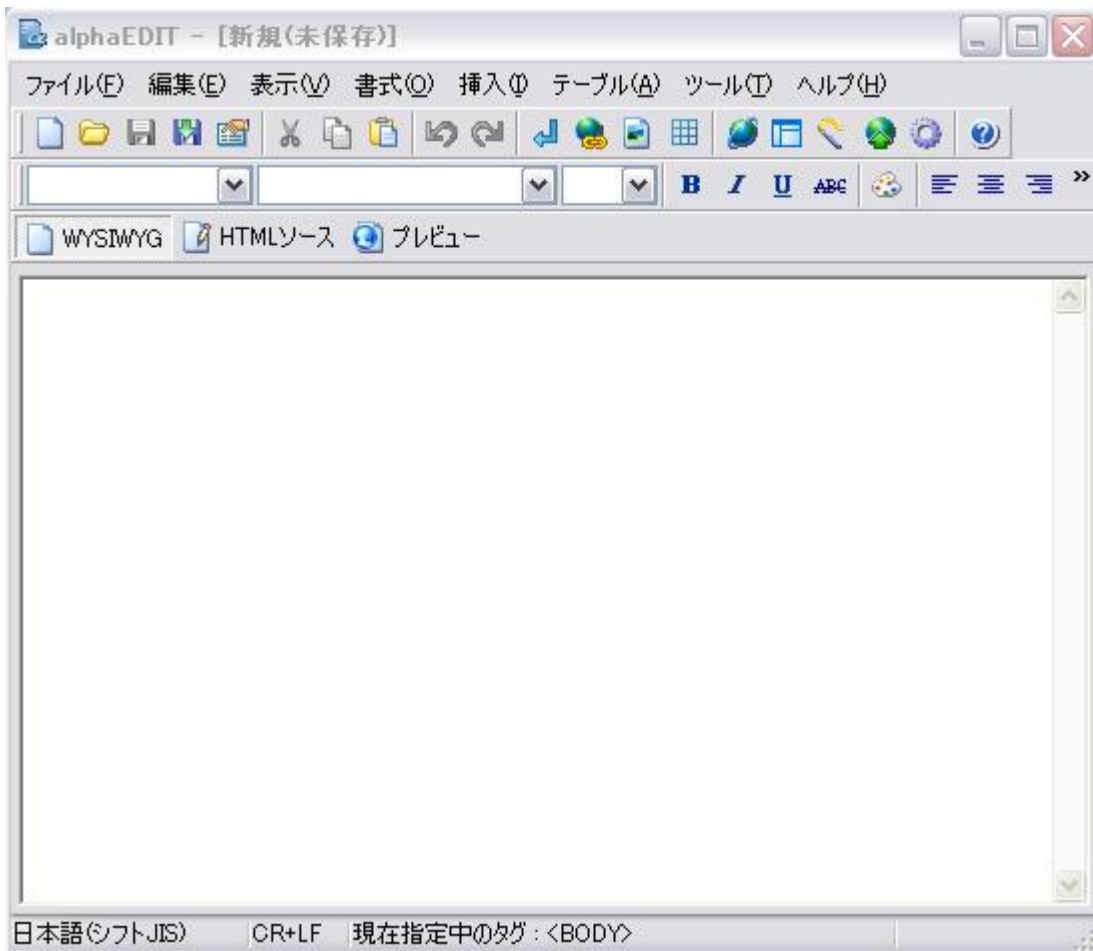 alphaEDIT - [新規(未保存)]
ファイル(F) 編集(E) 表示(V) 書式(O) 挿入(I) テーブル(A) ツール(T) ヘルプ(H)
B I U ABC »
WYSIWYG HTMLソース プレビュー
日本語(シフトJIS) CR+LF 現在指定中のタグ : <BODY>